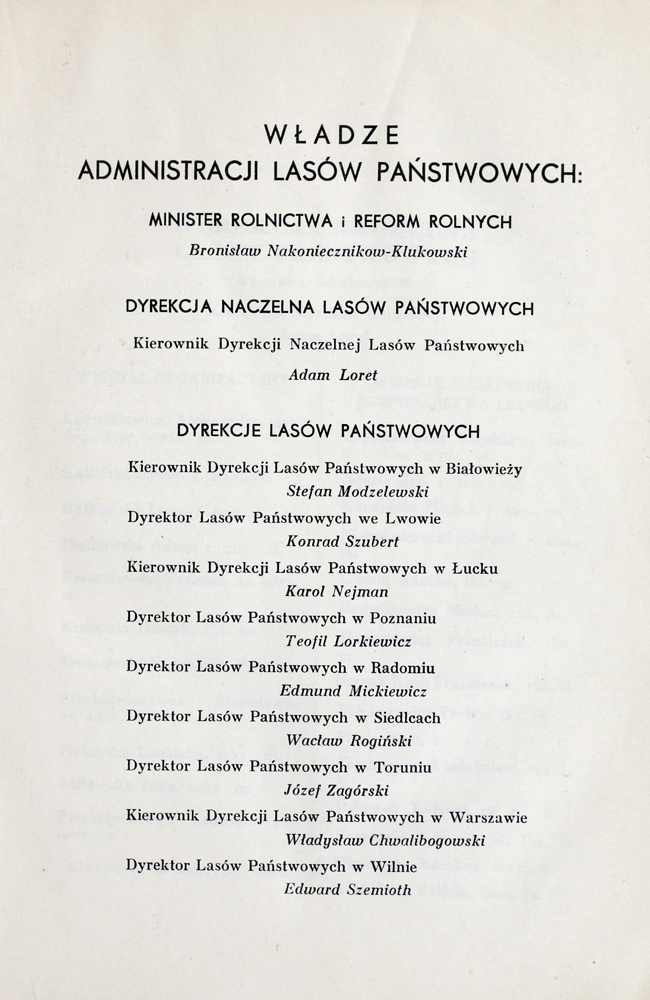 WŁADZE
ADMINISTRACJI LASÓW PAŃSTWOWYCH:
MINISTER ROLNICTWA i REFORM ROLNYCH
Bronisław Nakoniecznikow-Klukowski
DYREKCJA NACZELNA LASÓW PAŃSTWOWYCH
Kierownik Dyrekcji Naczelnej Lasów Państwowych
Adam Loret
DYREKCJE LASÓW PAŃSTWOWYCH
Kierownik Dyrekcji Lasów Państwowych w Białowieży
Stefan Modzelewski
Dyrektor Lasów Państwowych we Lwowie
Konrad Szubert
Kierownik Dyrekcji Lasów Państwowych w Łucku
Karol Nejman
Dyrektor Lasów Państwowych w Poznaniu
Teofil Lorkiewicz
Dyrektor Lasów Państwowych w Radomiu
Edmund Mickiewicz
Dyrektor Lasów Państwowych w Siedlcach
Wacław Rogiński
Dyrektor Lasów Państwowych w Toruniu
Józef Zagórski
Kierownik Dyrekcji Lasów Państwowych w Warszawie
Władysław Chwalibogowski
Dyrektor Lasów Państwowych w Wilnie
Edward Szemioth